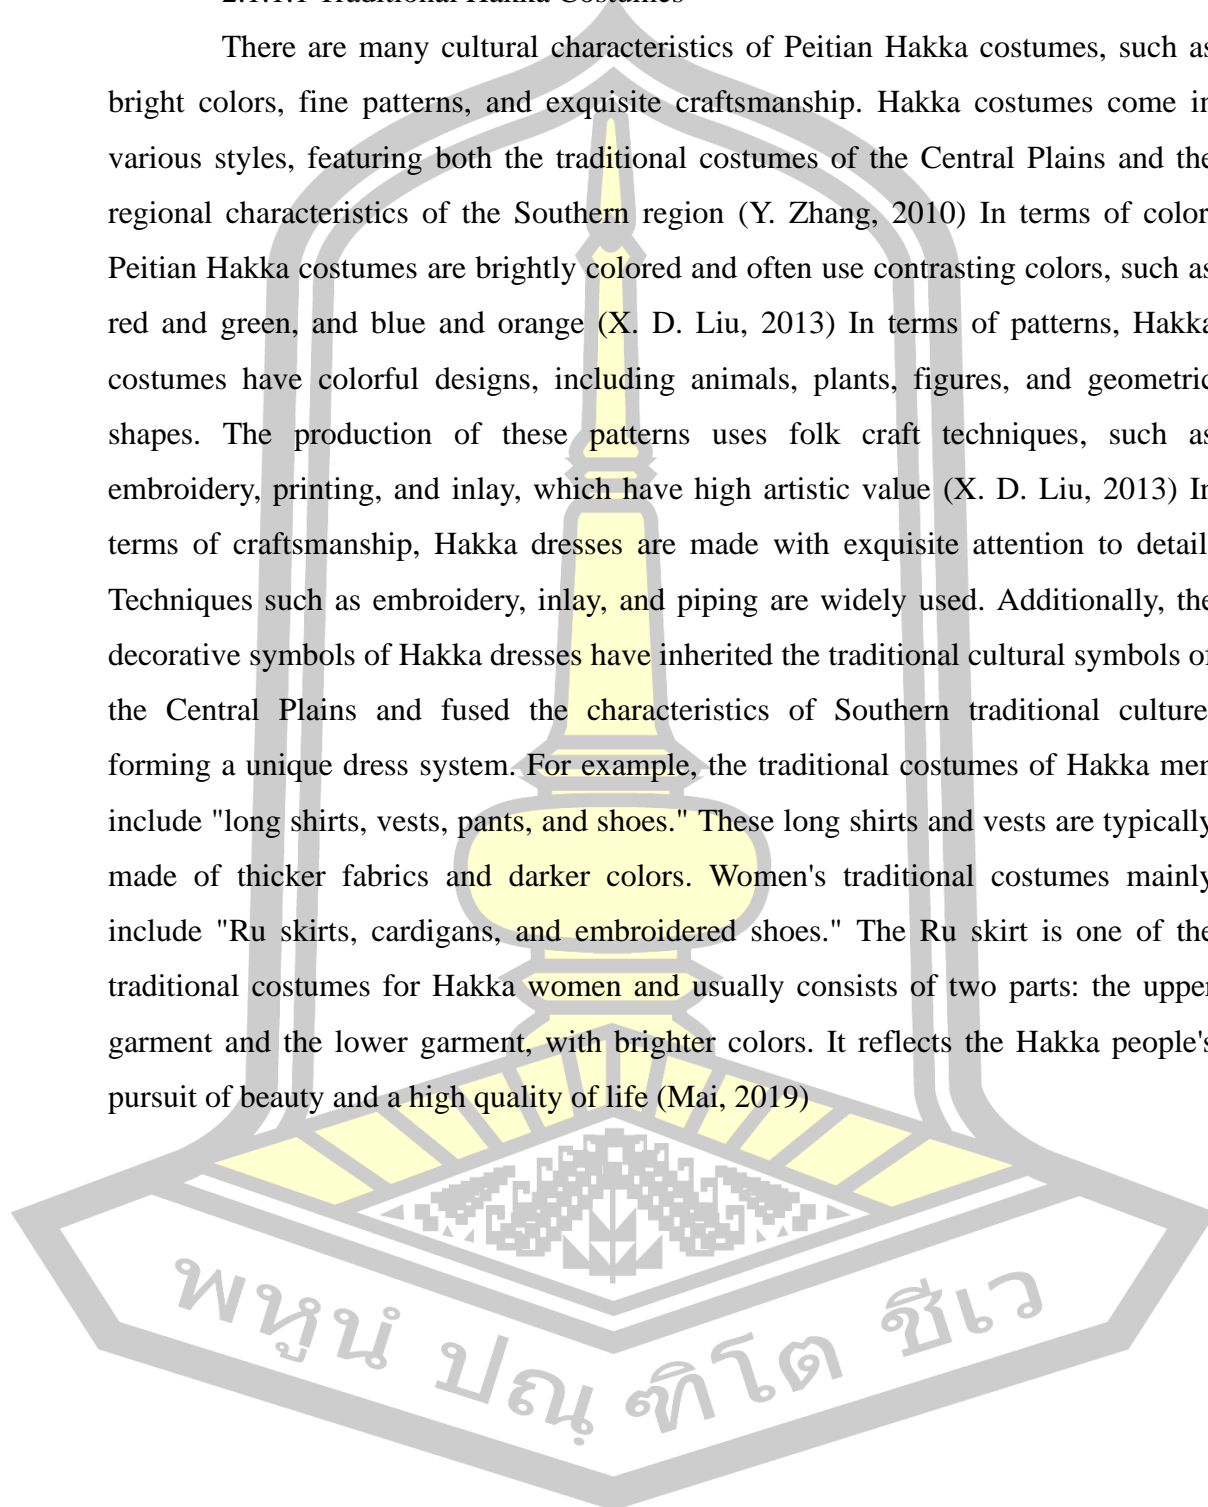 2.1.1.1 Traditional Hakka Costumes
There are many cultural characteristics of Peitian Hakka costumes, such as
bright colors, fine patterns, and exquisite craftsmanship. Hakka costumes come in
various styles, featuring both the traditional costumes of the Central Plains and the
regional characteristics of the Southern region (Y. Zhang, 2010) In terms of color
Peitian Hakka costumes are brightly colored and often use contrasting colors, such as
red and green, and blue and orange (X. D. Liu, 2013) In terms of patterns, Hakka
costumes have colorful designs, including animals, plants, figures, and geometric
shapes. The production of these patterns uses folk craft techniques, such as
embroidery, printing, and inlay, which have high artistic value (X. D. Liu, 2013) In
terms of craftsmanship, Hakka dresses are made with exquisite attention to detail
Techniques such as embroidery, inlay, and piping are widely used. Additionally, the
decorative symbols of Hakka dresses have inherited the traditional cultural symbols of
the Central Plains and fused the characteristics of Southern traditional culture
forming a unique dress system. For example, the traditional costumes of Hakka men
include "long shirts, vests, pants, and shoes." These long shirts and vests are typically
made of thicker fabrics and darker colors. Women's traditional costumes mainly
include "Ru skirts, cardigans, and embroidered shoes." The Ru skirt is one of the
traditional costumes for Hakka women and usually consists of two parts: the upper
garment and the lower garment, with brighter colors. It reflects the Hakka people's
pursuit of beauty and a high quality of life (Mai, 2019)
พหูนํ ปณฺฑิโต ชีเว